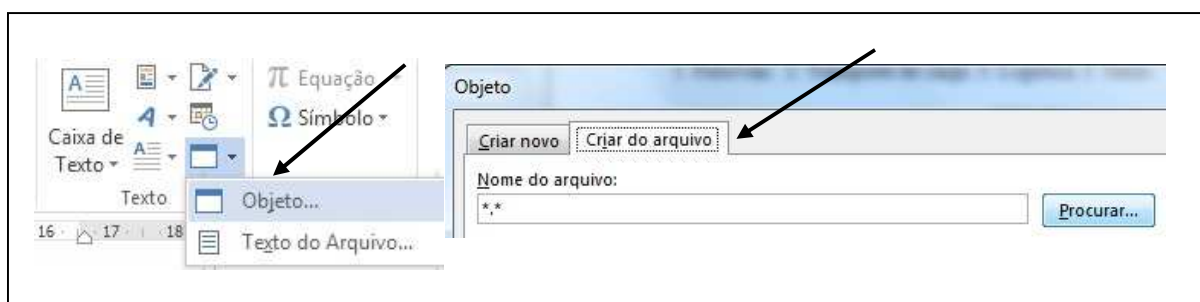 π Equação
Ω Símbolo
Caixa de
Texto
Texto
Objeto...
Texto do Arquivo...
16 17 18
Objeto
Criar novo
Criar do arquivo
Nome do arquivo:
*.*
Procurar...